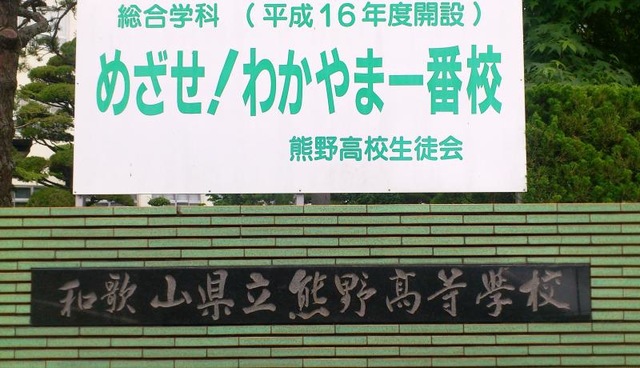 総合学科 （平成16年度開設）
めざせ！わかやま一番校
熊野高校生徒会
和歌山県立熊野高等学校